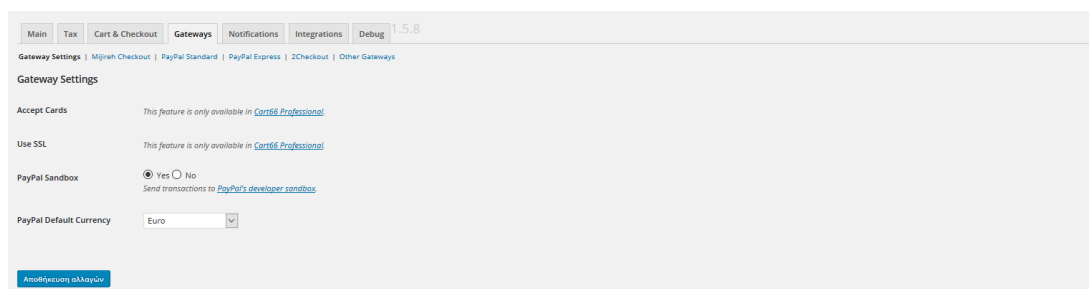 Main Tax Cart & Checkout Gateways Notifications Integrations Debug 1.5.8
Gateway Settings | Mijireh Checkout | PayPal Standard | PayPal Express | 2Checkout | Other Gateways
Gateway Settings
Accept Cards This feature is only available in Cart66 Professional.
Use SSL This feature is only available in Cart66 Professional.
PayPal Sandbox Yes No
Send transactions to PayPal's developer sandbox.
PayPal Default Currency Euro
Αποθήκευση αλλαγών